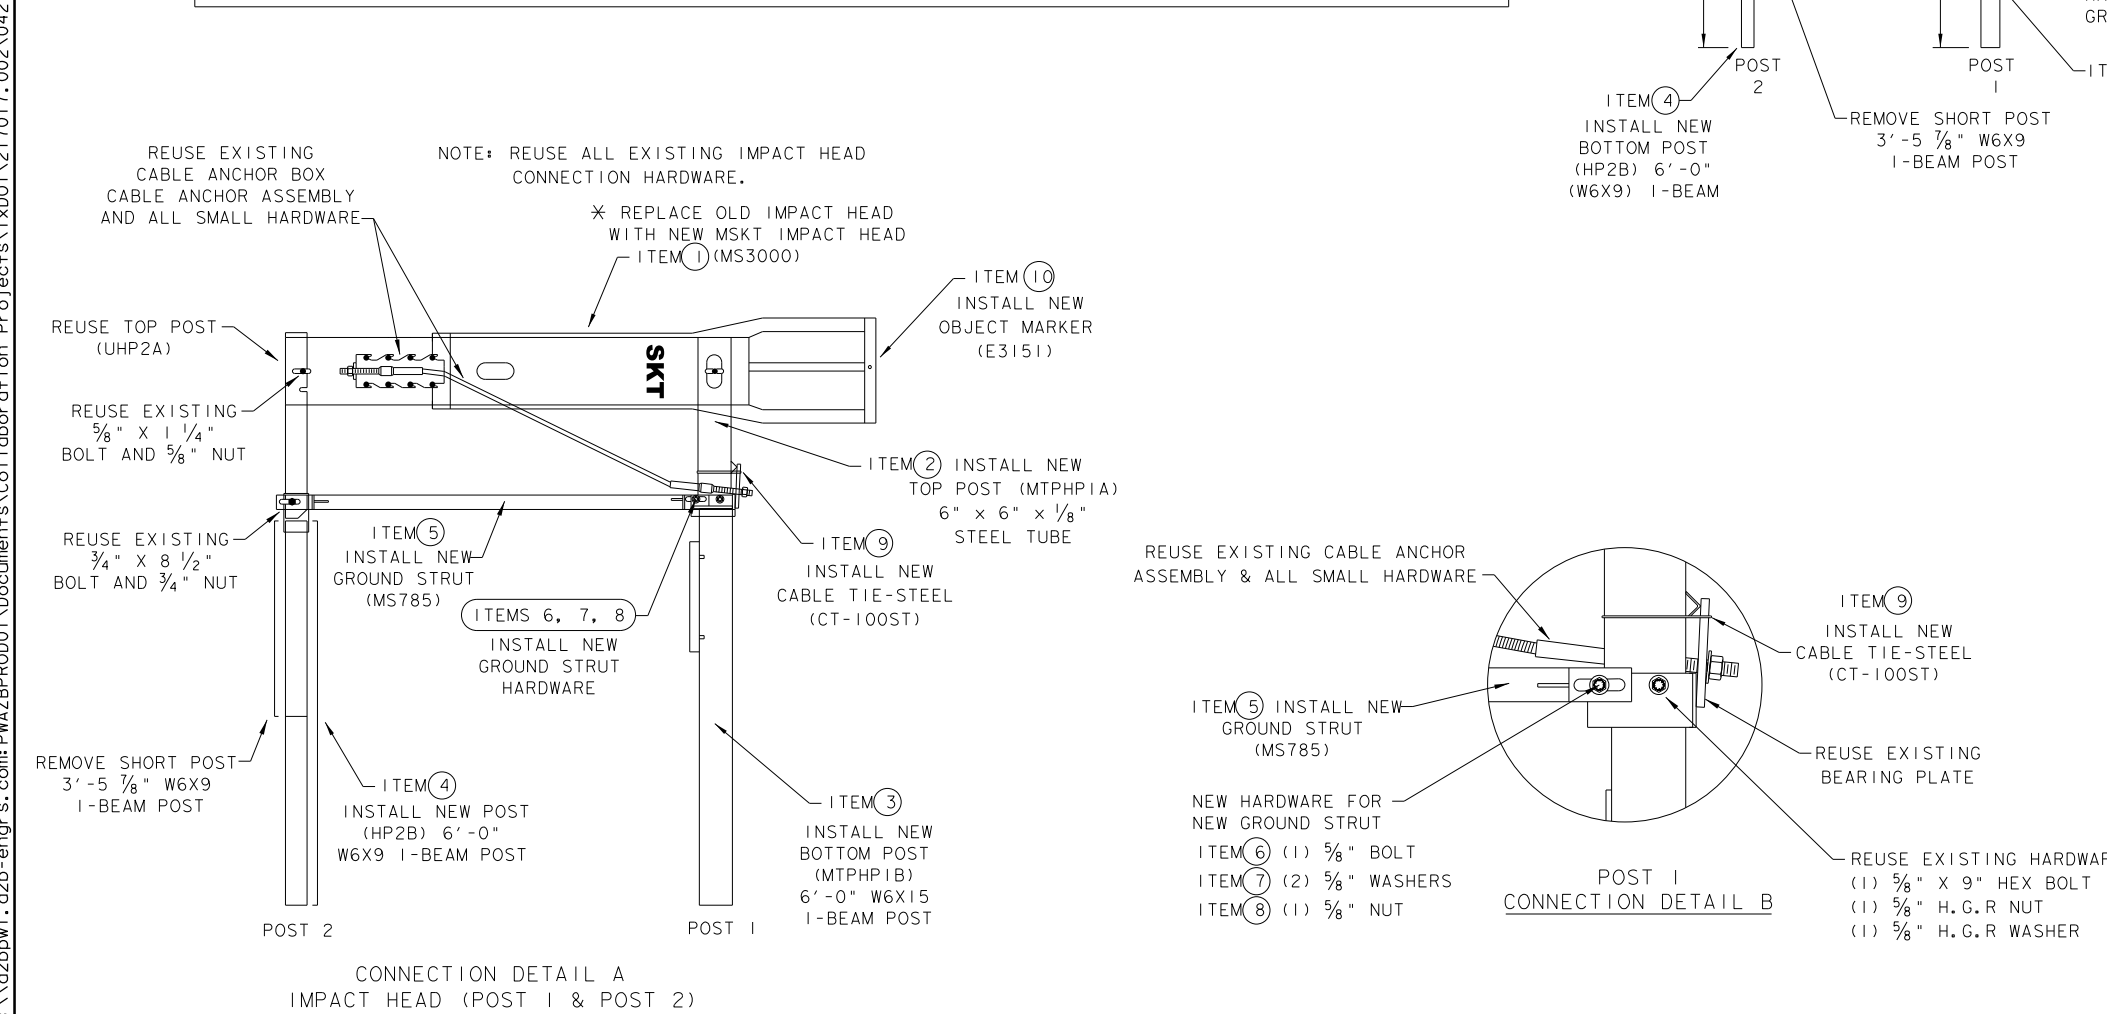 POST
2
POST
1
GR
ITEM 4
INSTALL NEW
BOTTOM POST
(HP2B) 6'-0"
(W6X9) I-BEAM
REMOVE SHORT POST
3'-5 7/8" W6X9
I-BEAM POST
REUSE EXISTING
CABLE ANCHOR BOX
CABLE ANCHOR ASSEMBLY
AND ALL SMALL HARDWARE
NOTE: REUSE ALL EXISTING IMPACT HEAD
CONNECTION HARDWARE.
* REPLACE OLD IMPACT HEAD
WITH NEW MSKT IMPACT HEAD
ITEM 1 (MS3000)
ITEM 10
INSTALL NEW
OBJECT MARKER
(E3151)
REUSE TOP POST
(UHP2A)
SKT
REUSE EXISTING
5/8" X 1 1/4"
BOLT AND 5/8" NUT
ITEM 2 INSTALL NEW
TOP POST (MTPHP1A)
6" x 6" x 1/8"
STEEL TUBE
REUSE EXISTING
3/4" X 8 1/2"
BOLT AND 3/4" NUT
ITEM 5
INSTALL NEW
GROUND STRUT
(MS785)
ITEMS 6, 7, 8
INSTALL NEW
GROUND STRUT
HARDWARE
ITEM 9
INSTALL NEW
CABLE TIE-STEEL
(CT-100ST)
REMOVE SHORT POST
3'-5 7/8" W6X9
I-BEAM POST
ITEM 4
INSTALL NEW POST
(HP2B) 6'-0"
W6X9 I-BEAM POST
ITEM 3
INSTALL NEW
BOTTOM POST
(MTPHP1B)
6'-0" W6X15
I-BEAM POST
POST 2
POST 1
CONNECTION DETAIL A
IMPACT HEAD (POST 1 & POST 2)
REUSE EXISTING CABLE ANCHOR
ASSEMBLY & ALL SMALL HARDWARE
ITEM 9
INSTALL NEW
CABLE TIE-STEEL
(CT-100ST)
ITEM 5 INSTALL NEW
GROUND STRUT
(MS785)
REUSE EXISTING
BEARING PLATE
NEW HARDWARE FOR
NEW GROUND STRUT
ITEM 6 (1) 5/8" BOLT
ITEM 7 (2) 5/8" WASHERS
ITEM 8 (1) 5/8" NUT
POST 1
CONNECTION DETAIL B
REUSE EXISTING
(1) 5/8" X 9" HEX BOLT
(1) 5/8" H.G.R NUT
(1) 5/8" H.G.R WASHER